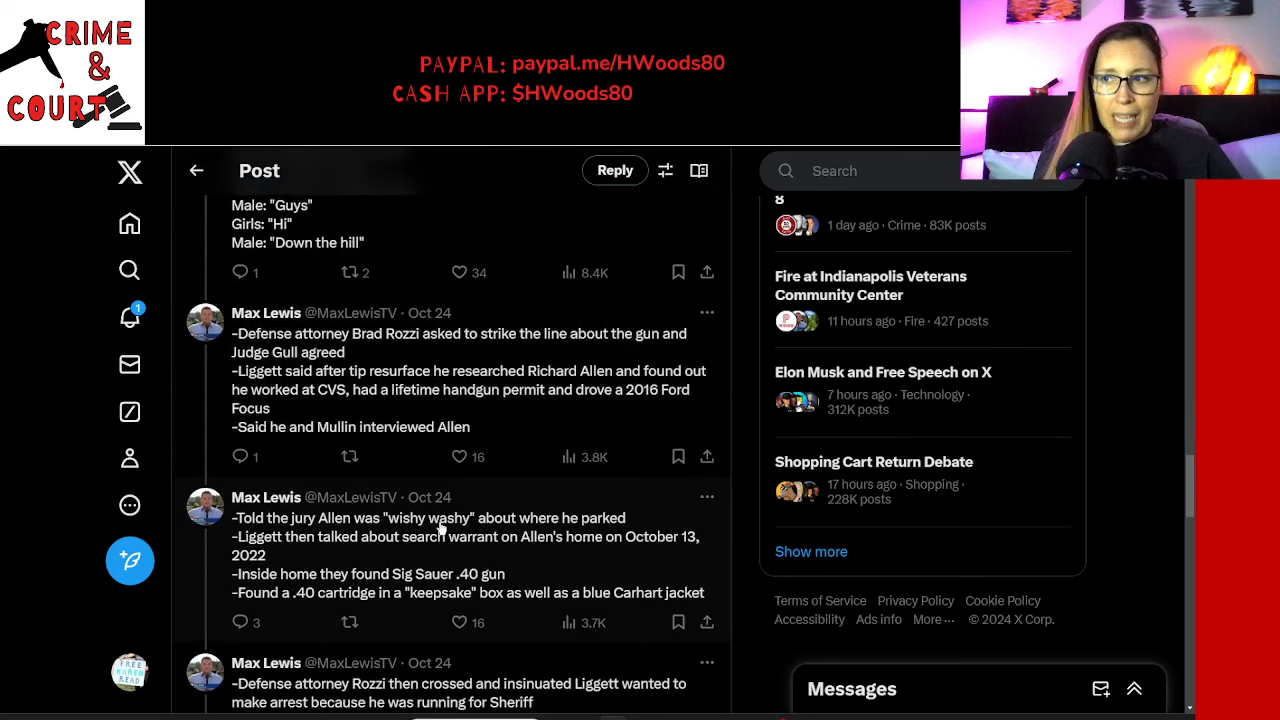 CRIME
&
COURT
PAYPAL: paypal.me/HWoods80
CASH APP: $HWoods80
Post
Reply
Search
Male: "Guys"
Girls: "Hi"
Male: "Down the hill"
1 2 34 8.4K
Max Lewis @MaxLewisTV · Oct 24
-Defense attorney Brad Rozzi asked to strike the line about the gun and
Judge Gull agreed
-Liggett said after tip resurface he researched Richard Allen and found out
he worked at CVS, had a lifetime handgun permit and drove a 2016 Ford
Focus
-Said he and Mullin interviewed Allen
1 16 3.8K
Max Lewis @MaxLewisTV · Oct 24
-Told the jury Allen was "wishy washy" about where he parked
-Liggett then talked about search warrant on Allen's home on October 13,
2022
-Inside home they found Sig Sauer .40 gun
-Found a .40 cartridge in a "keepsake" box as well as a blue Carhart jacket
3 16 3.7K
Max Lewis @MaxLewisTV · Oct 24
-Defense attorney Rozzi then crossed and insinuated Liggett wanted to
make arrest because he was running for Sheriff
8
1 day ago · Crime · 83K posts
Fire at Indianapolis Veterans
Community Center
11 hours ago · Fire · 427 posts
Elon Musk and Free Speech on X
7 hours ago · Technology ·
312K posts
Shopping Cart Return Debate
17 hours ago · Shopping ·
228K posts
Show more
Terms of Service Privacy Policy Cookie Policy
Accessibility Ads info More ··· © 2024 X Corp.
Messages
1
FREE
KAREN
READ